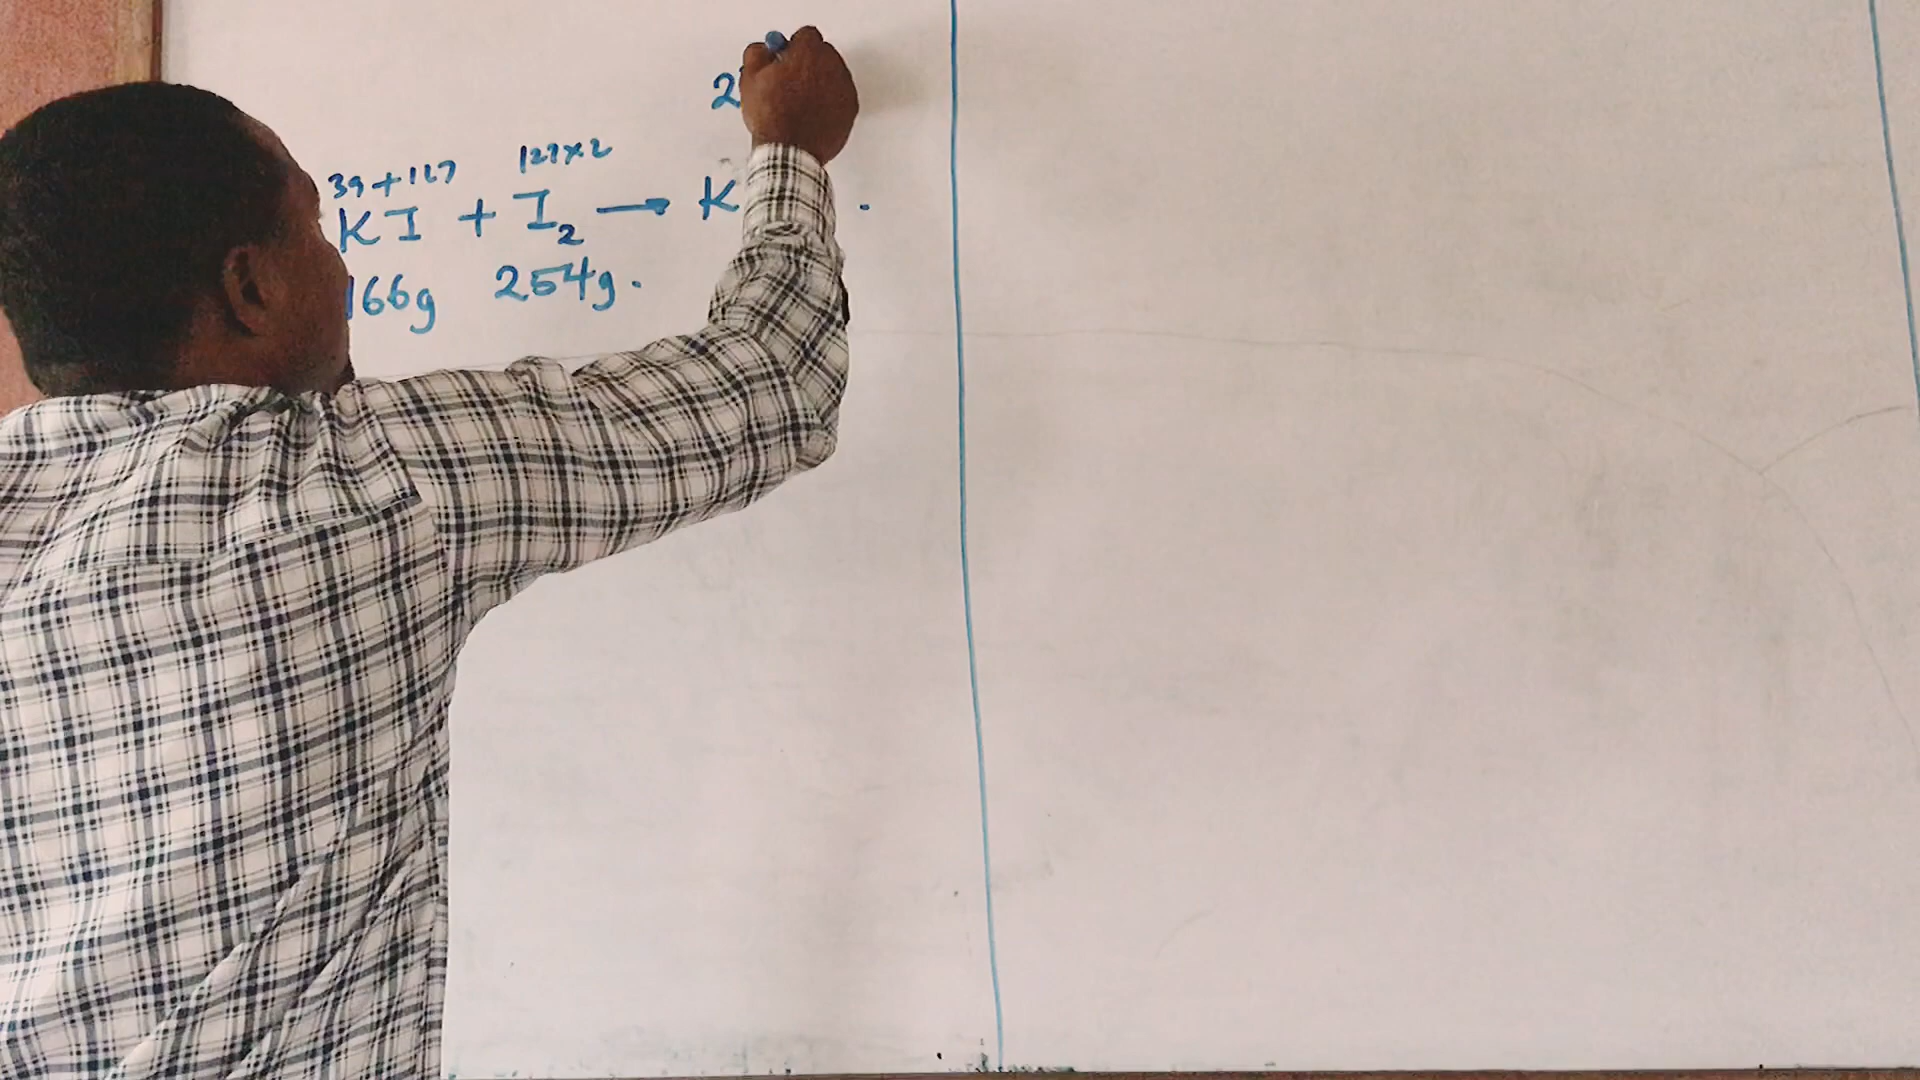 2
39+127 127×2
KI + I₂ → K .
166g 254g.